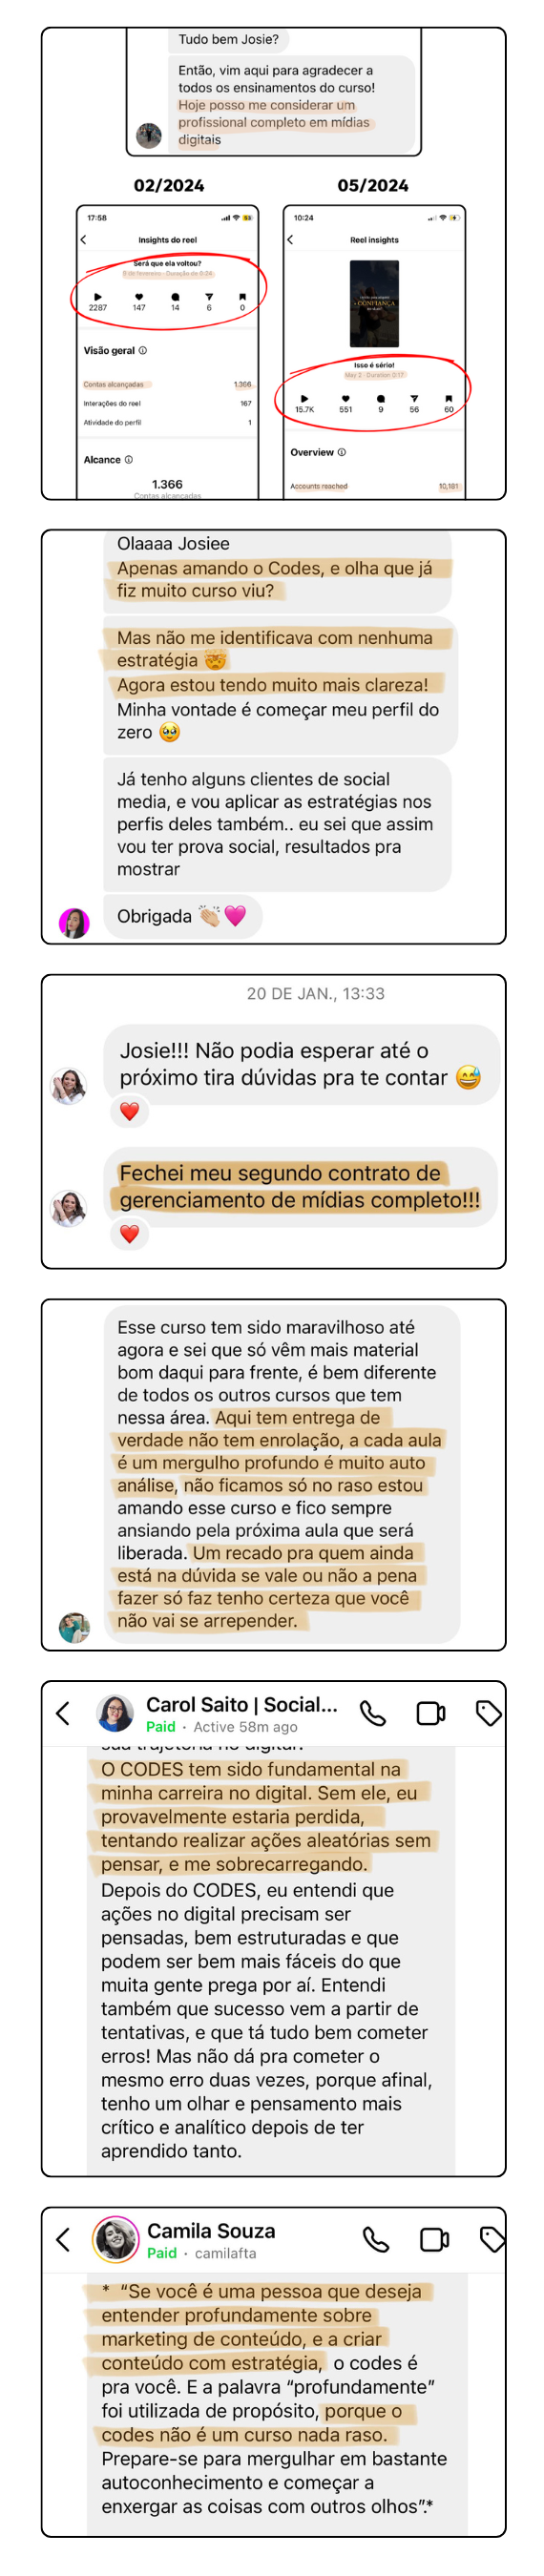 Tudo bem Josie?
Então, vim aqui para agradecer a
todos os ensinamentos do curso!
Hoje posso me considerar um
profissional completo em mídias
digitais
02/2024
05/2024
17:58
Insights do reel
Será que ela voltou?
8 de fevereiro · Duração de 0:24
2287 147 14 6 0
Visão geral
Contas alcançadas 1.366
Interações do reel 167
Atividade do perfil 1
Alcance
1.366
Contas alcançadas
10:24
Reel insights
CONFIANÇA
Isso é sério!
May 2 · Duration 0:17
15.7K 551 9 56 60
Overview
Accounts reached 10,181
Olaaaa Josiee
Apenas amando o Codes, e olha que já
fiz muito curso viu?
Mas não me identificava com nenhuma
estratégia 🤯
Agora estou tendo muito mais clareza!
Minha vontade é começar meu perfil do
zero 🥹
Já tenho alguns clientes de social
media, e vou aplicar as estratégias nos
perfis deles também.. eu sei que assim
vou ter prova social, resultados pra
mostrar
Obrigada 👏🏼🩷
20 DE JAN., 13:33
Josie!!! Não podia esperar até o
próximo tira dúvidas pra te contar 😅
❤️
Fechei meu segundo contrato de
gerenciamento de mídias completo!!!
❤️
Esse curso tem sido maravilhoso até
agora e sei que só vêm mais material
bom daqui para frente, é bem diferente
de todos os outros cursos que tem
nessa área. Aqui tem entrega de
verdade não tem enrolação, a cada aula
é um mergulho profundo é muito auto
análise, não ficamos só no raso estou
amando esse curso e fico sempre
ansiando pela próxima aula que será
liberada. Um recado pra quem ainda
está na dúvida se vale ou não a pena
fazer só faz tenho certeza que você
não vai se arrepender.
Carol Saito | Social...
Paid · Active 58m ago
sua trajetória no digital.
O CODES tem sido fundamental na
minha carreira no digital. Sem ele, eu
provavelmente estaria perdida,
tentando realizar ações aleatórias sem
pensar, e me sobrecarregando.
Depois do CODES, eu entendi que
ações no digital precisam ser
pensadas, bem estruturadas e que
podem ser bem mais fáceis do que
muita gente prega por aí. Entendi
também que sucesso vem a partir de
tentativas, e que tá tudo bem cometer
erros! Mas não dá pra cometer o
mesmo erro duas vezes, porque afinal,
tenho um olhar e pensamento mais
crítico e analítico depois de ter
aprendido tanto.
Camila Souza
Paid · camilafta
* “Se você é uma pessoa que deseja
entender profundamente sobre
marketing de conteúdo, e a criar
conteúdo com estratégia, o codes é
pra você. E a palavra “profundamente”
foi utilizada de propósito, porque o
codes não é um curso nada raso.
Prepare-se para mergulhar em bastante
autoconhecimento e começar a
enxergar as coisas com outros olhos”.*